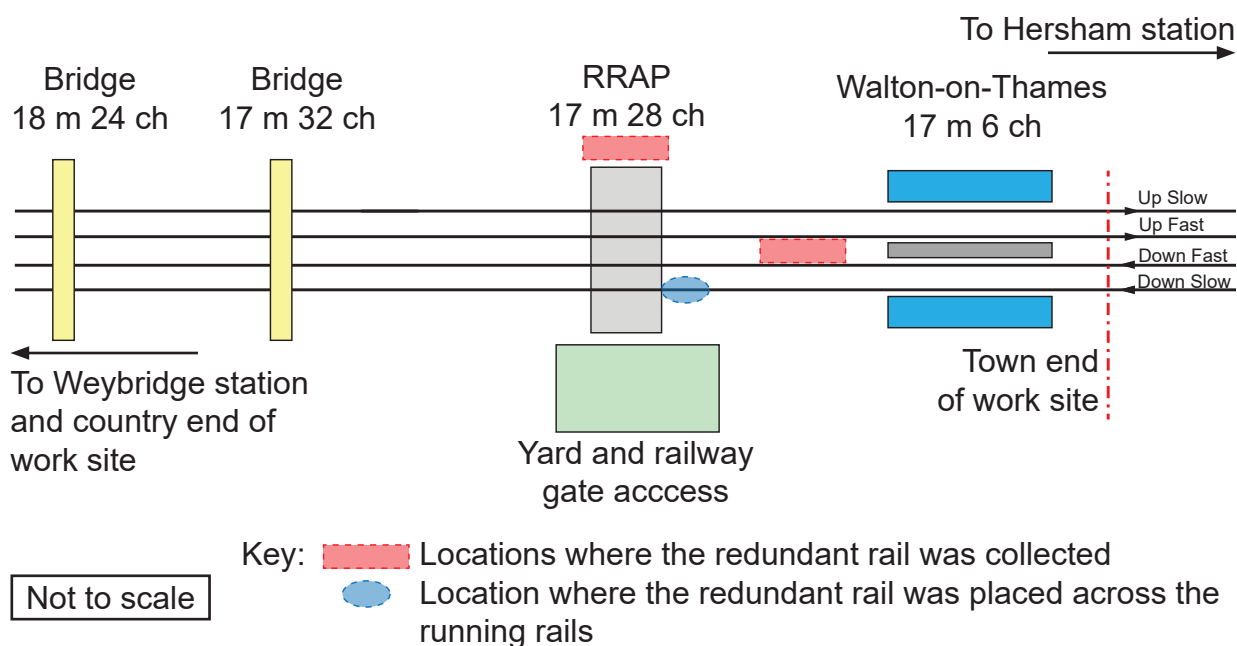 To Hersham station
Bridge
18 m 24 ch
Bridge
17 m 32 ch
RRAP
17 m 28 ch
Walton-on-Thames
17 m 6 ch
Up Slow
Up Fast
Down Fast
Down Slow
To Weybridge station
and country end of
work site
Yard and railway
gate acccess
Town end
of work site
Key:
Locations where the redundant rail was collected
Location where the redundant rail was placed across the
running rails
Not to scale